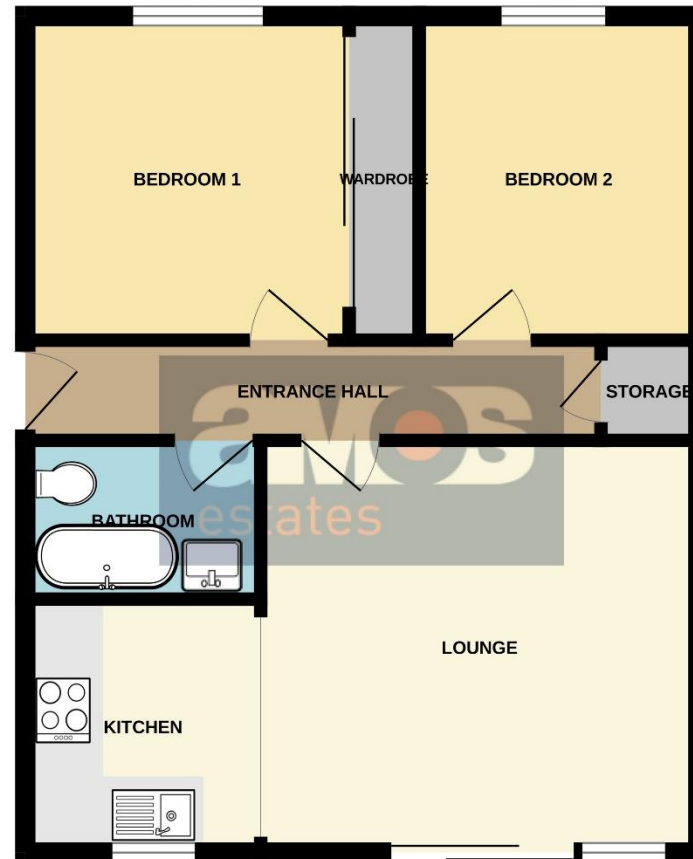 BEDROOM 1
WARDROBE
BEDROOM 2
ENTRANCE HALL
STORAGE
amos
estates
BATHROOM
LOUNGE
KITCHEN